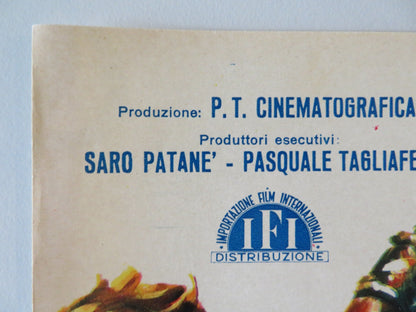 Produzione: P. T. CINEMATOGRAFICA
Produttori esecutivi:
SARO PATANE' - PASQUALE TAGLIAFE
IMPORTAZIONE FILM INTERNAZIONALI
IFI
DISTRIBUZIONE